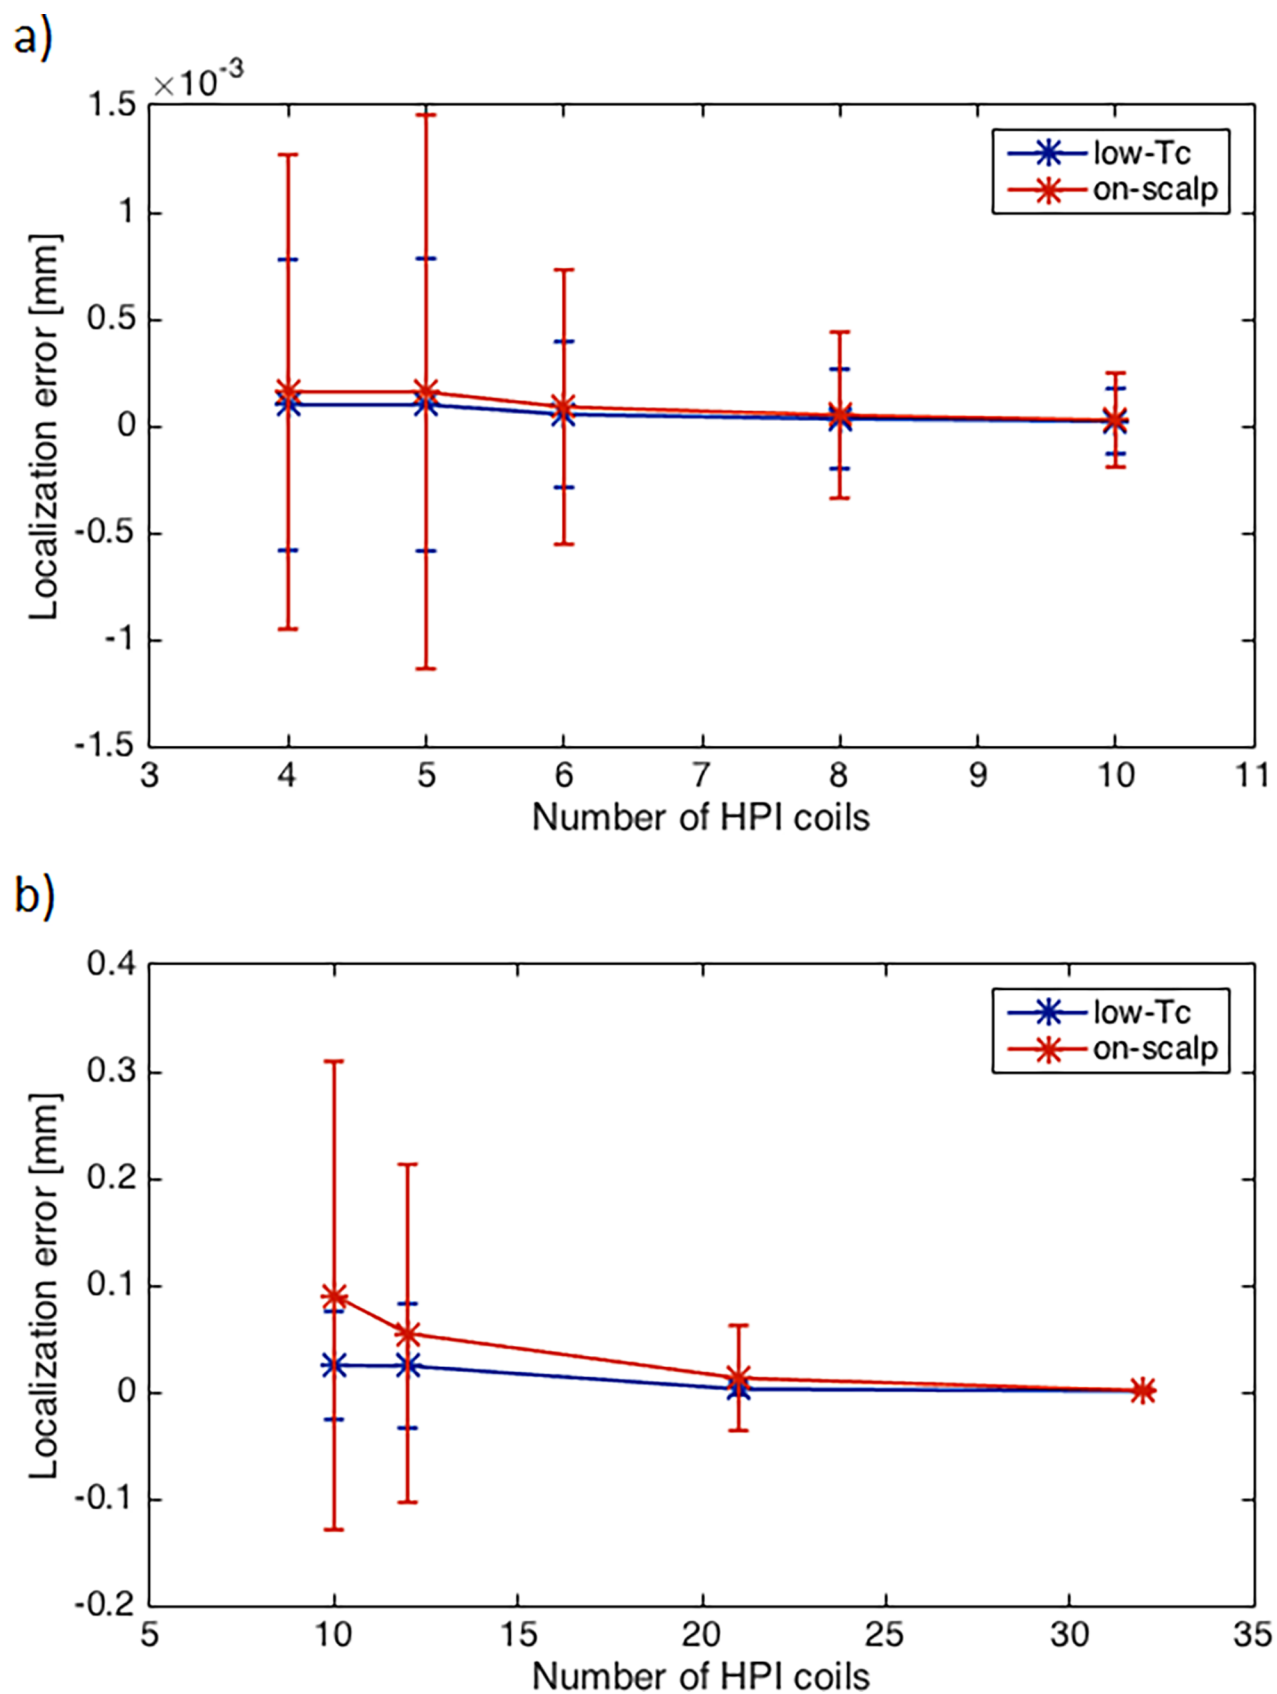 a)
×10⁻³
1.5
1
0.5
0
-0.5
-1
-1.5
Localization error [mm]
low-Tc
on-scalp
3 4 5 6 7 8 9 10 11
Number of HPI coils
b)
0.4
0.3
0.2
0.1
0
-0.1
-0.2
Localization error [mm]
low-Tc
on-scalp
5 10 15 20 25 30 35
Number of HPI coils